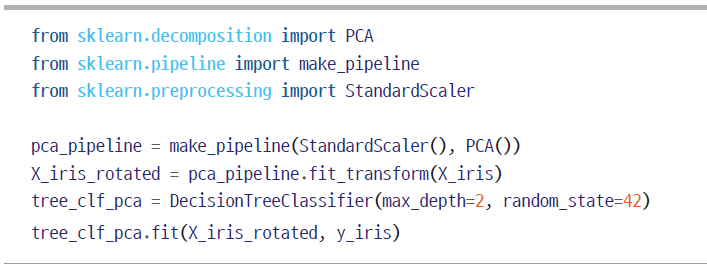 from sklearn.decomposition import PCA
from sklearn.pipeline import make_pipeline
from sklearn.preprocessing import StandardScaler
pca_pipeline = make_pipeline(StandardScaler(), PCA())
X_iris_rotated = pca_pipeline.fit_transform(X_iris)
tree_clf_pca = DecisionTreeClassifier(max_depth=2, random_state=42)
tree_clf_pca.fit(X_iris_rotated, y_iris)